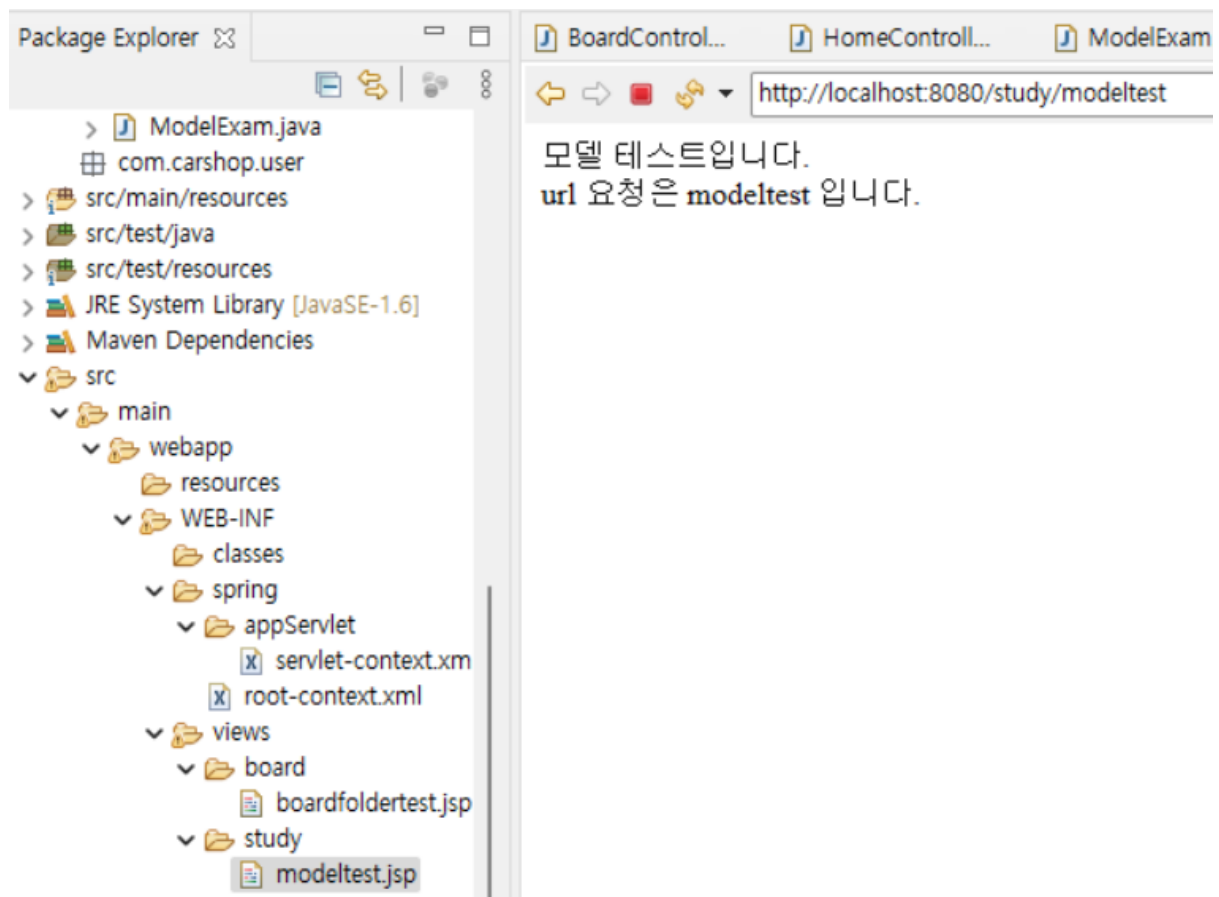 Package Explorer
ModelExam.java
com.carshop.user
src/main/resources
src/test/java
src/test/resources
JRE System Library [JavaSE-1.6]
Maven Dependencies
src
main
webapp
resources
WEB-INF
classes
spring
appServlet
servlet-context.xm
root-context.xml
views
board
boardfoldertest.jsp
study
modeltest.jsp
BoardControl... HomeControll... ModelExam
http://localhost:8080/study/modeltest
모델 테스트입니다.
url 요청은 modeltest 입니다.